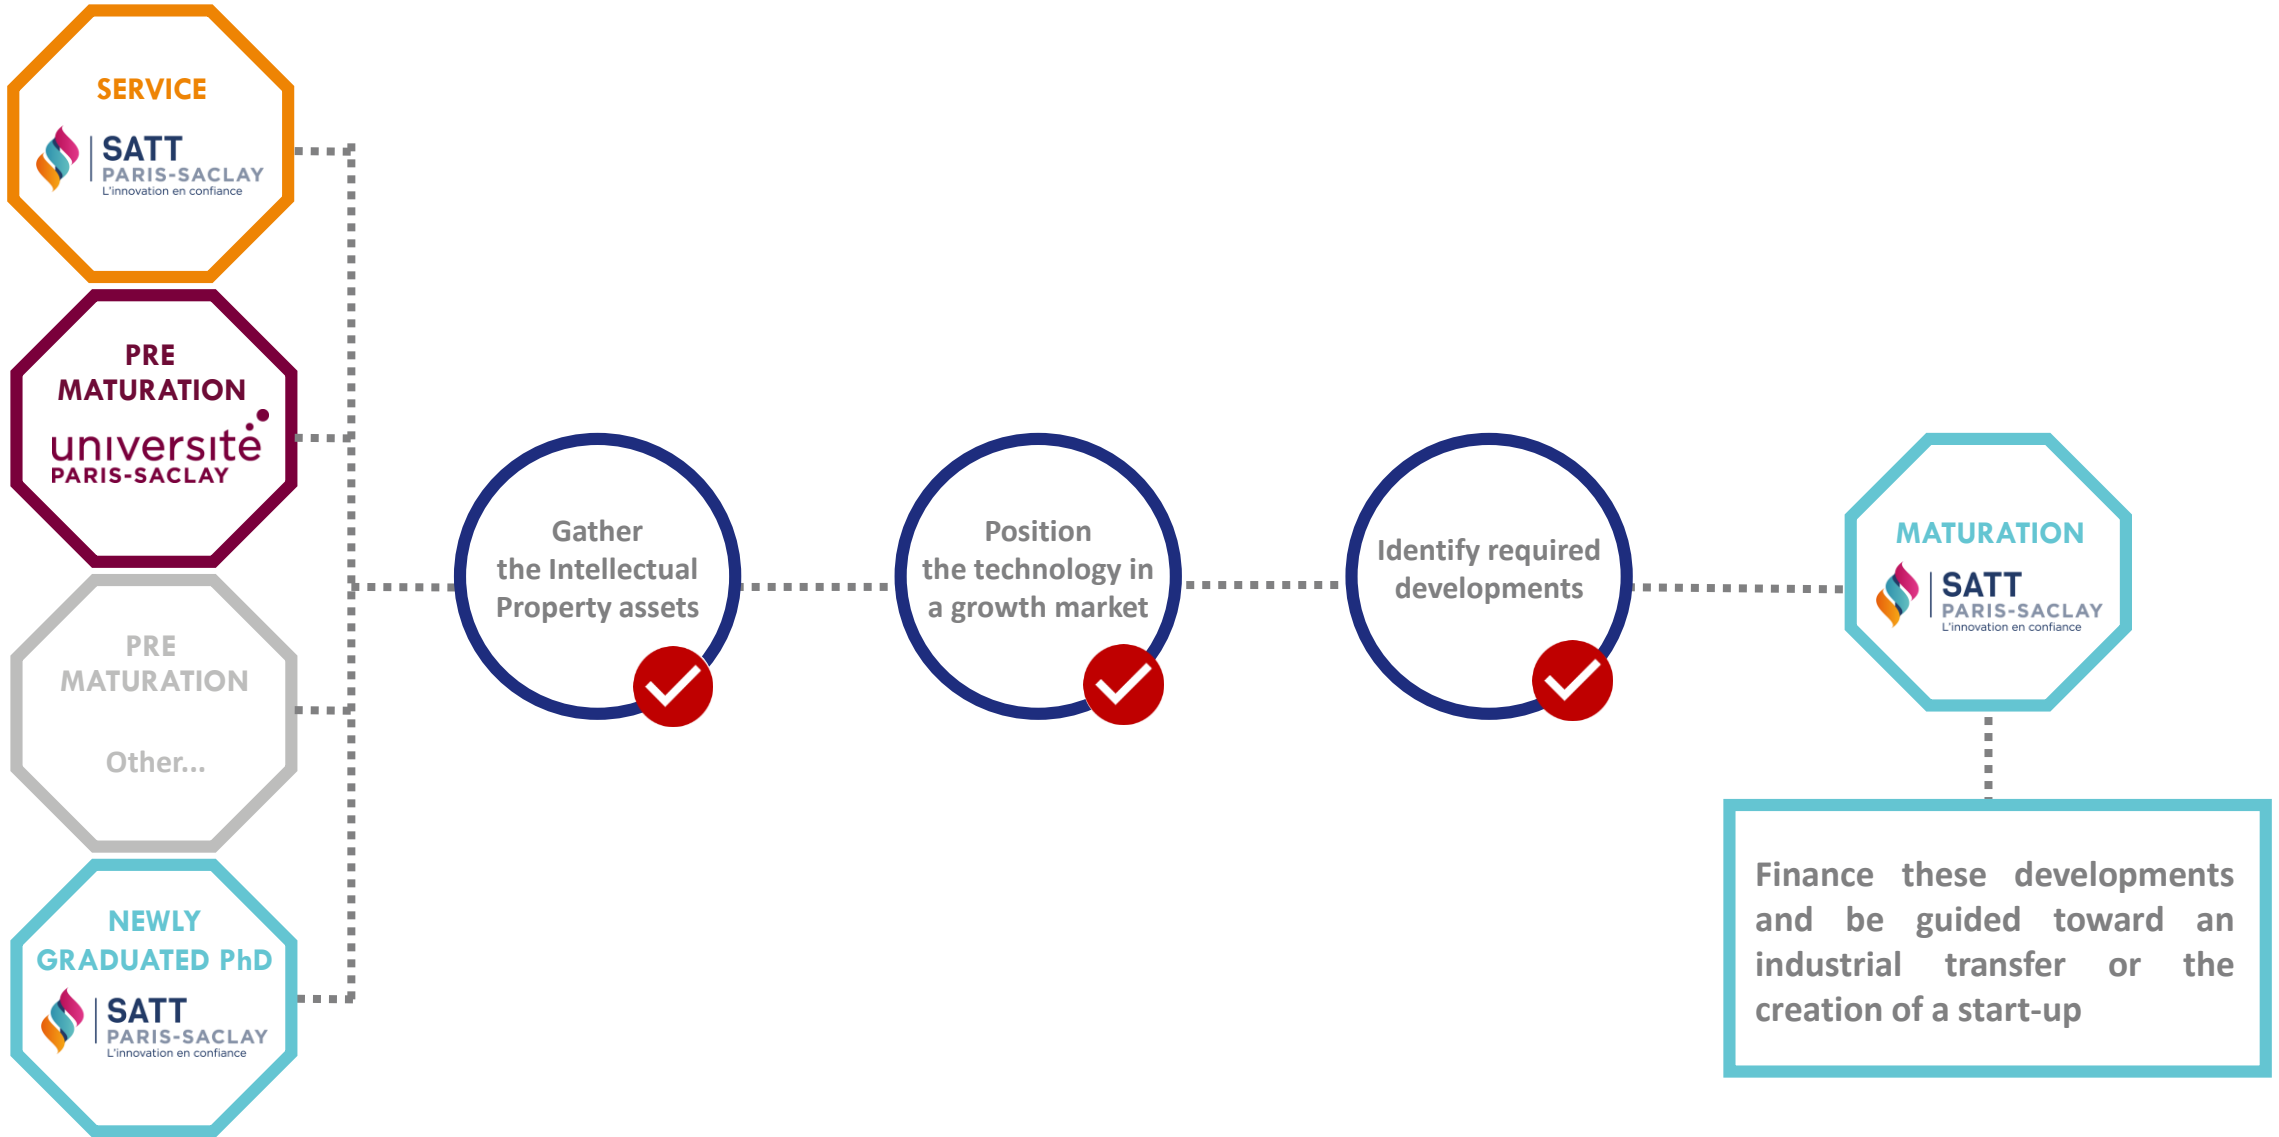 SERVICE
SATT
PARIS-SACLAY
L'innovation en confiance
PRE
MATURATION
université
PARIS-SACLAY
PRE
MATURATION
Other...
NEWLY
GRADUATED PhD
SATT
PARIS-SACLAY
L'innovation en confiance
Gather
the Intellectual
Property assets
Position
the technology in
a growth market
Identify required
developments
MATURATION
SATT
PARIS-SACLAY
L'innovation en confiance
Finance these developments
and be guided toward an
industrial transfer or the
creation of a start-up